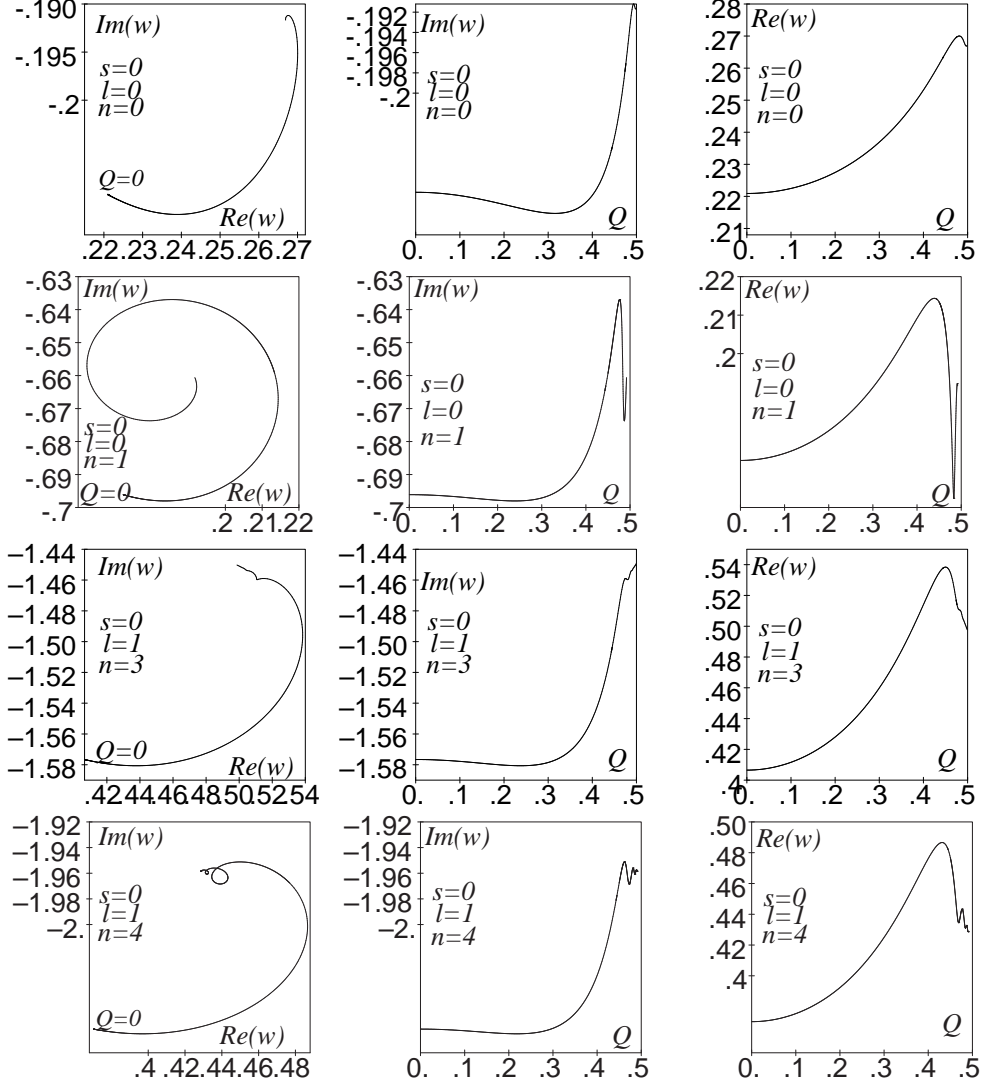 -.190
-.195
-.2
Im(w)
s=0
l=0
n=0
Q=0
Re(w)
.22 .23 .24 .25 .26 .27
-.192
-.194
-.196
-.198
-.2
Im(w)
s=0
l=0
n=0
Q
0. .1 .2 .3 .4 .5
.28
.27
.26
.25
.24
.23
.22
.21
Re(w)
s=0
l=0
n=0
Q
0. .1 .2 .3 .4 .5
-.63
-.64
-.65
-.66
-.67
-.68
-.69
-.7
Im(w)
s=0
l=0
n=1
Q=0
Re(w)
.2 .21 .22
-.63
-.64
-.65
-.66
-.67
-.68
-.69
-.7
Im(w)
s=0
l=0
n=1
Q
0. .1 .2 .3 .4 .5
.22
.21
.2
Re(w)
s=0
l=0
n=1
Q
0. .1 .2 .3 .4 .5
−1.44
−1.46
−1.48
−1.50
−1.52
−1.54
−1.56
−1.58
Im(w)
s=0
l=1
n=3
Q=0
Re(w)
.42 .44 .46 .48 .50 .52 .54
−1.44
−1.46
−1.48
−1.50
−1.52
−1.54
−1.56
−1.58
Im(w)
s=0
l=1
n=3
Q
0. .1 .2 .3 .4 .5
.54
.52
.50
.48
.46
.44
.42
.4
Re(w)
s=0
l=1
n=3
Q
0. .1 .2 .3 .4 .5
−1.92
−1.94
−1.96
−1.98
−2.
Im(w)
s=0
l=1
n=4
Q=0
Re(w)
.4 .42 .44 .46 .48
−1.92
−1.94
−1.96
−1.98
−2.
Im(w)
s=0
l=1
n=4
Q
0. .1 .2 .3 .4 .5
.50
.48
.46
.44
.42
.4
Re(w)
s=0
l=1
n=4
Q
0. .1 .2 .3 .4 .5